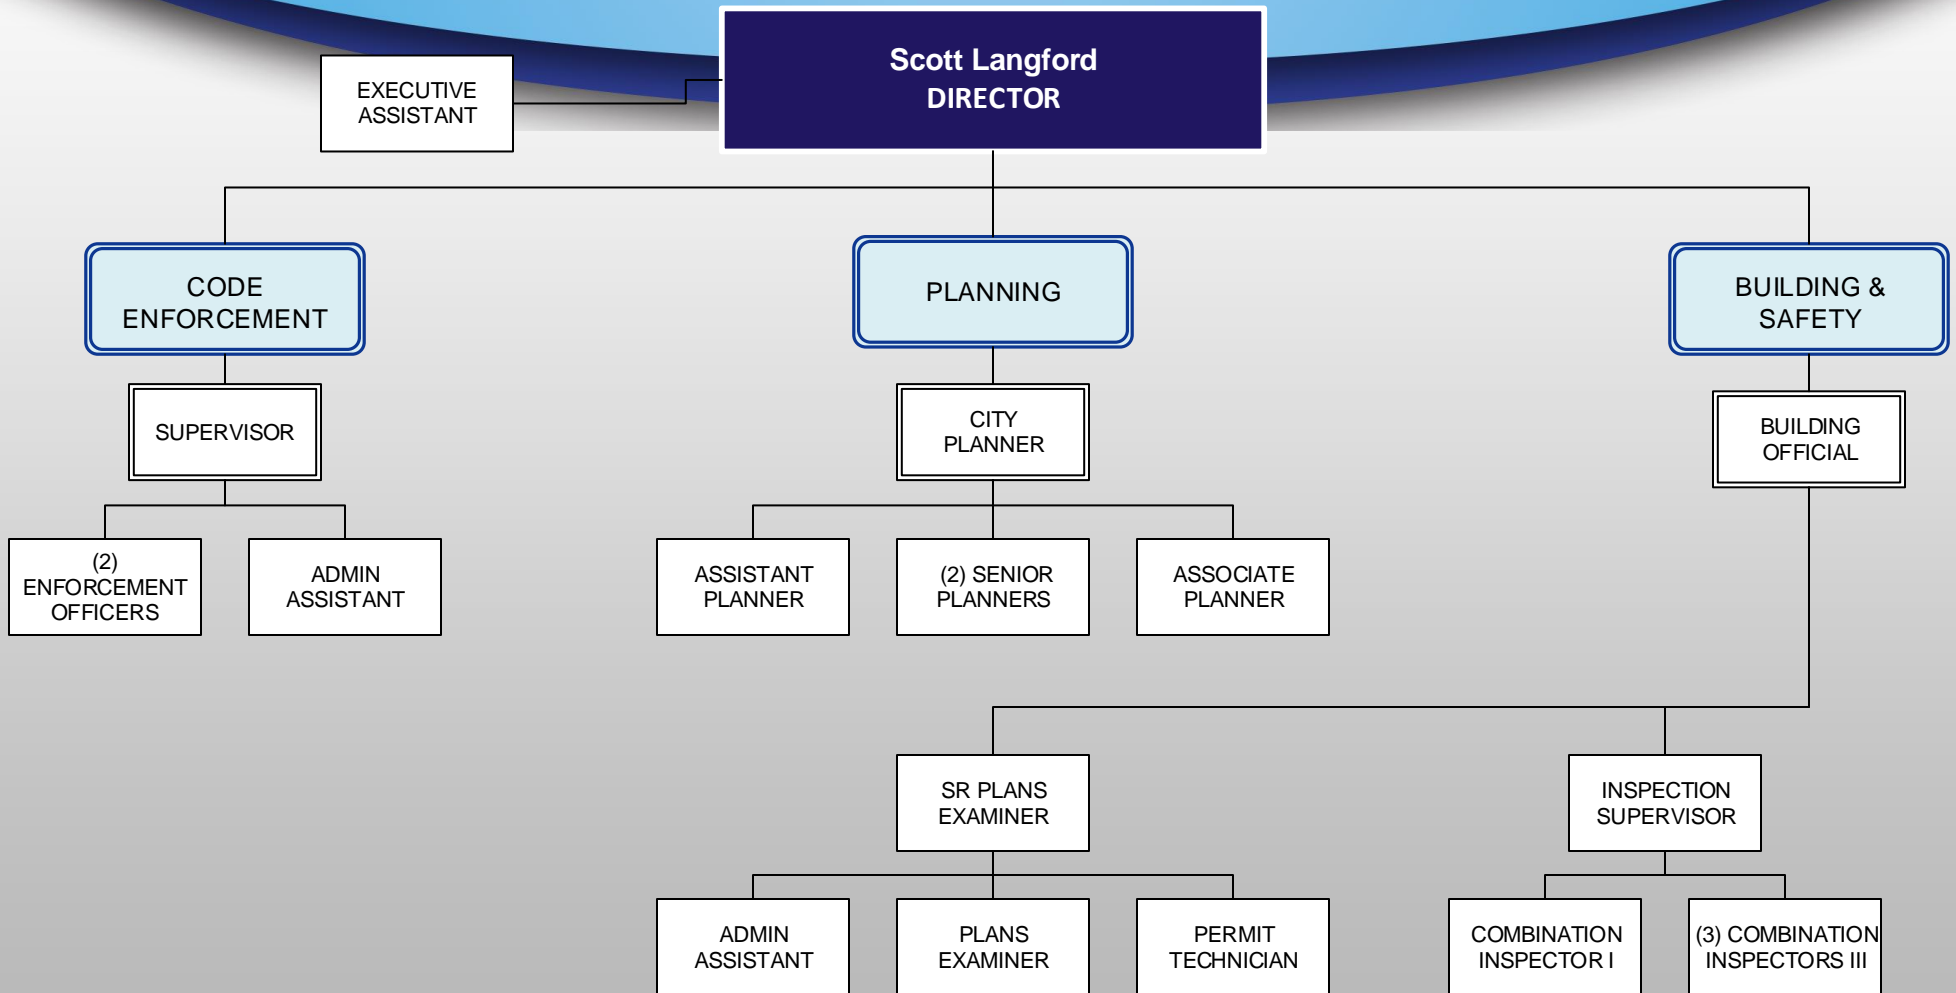 Scott Langford
DIRECTOR
EXECUTIVE
ASSISTANT
CODE
ENFORCEMENT
PLANNING
BUILDING &
SAFETY
SUPERVISOR
CITY
PLANNER
BUILDING
OFFICIAL
(2)
ENFORCEMENT
OFFICERS
ADMIN
ASSISTANT
ASSISTANT
PLANNER
(2) SENIOR
PLANNERS
ASSOCIATE
PLANNER
SR PLANS
EXAMINER
INSPECTION
SUPERVISOR
ADMIN
ASSISTANT
PLANS
EXAMINER
PERMIT
TECHNICIAN
COMBINATION
INSPECTOR I
(3) COMBINATION
INSPECTORS III